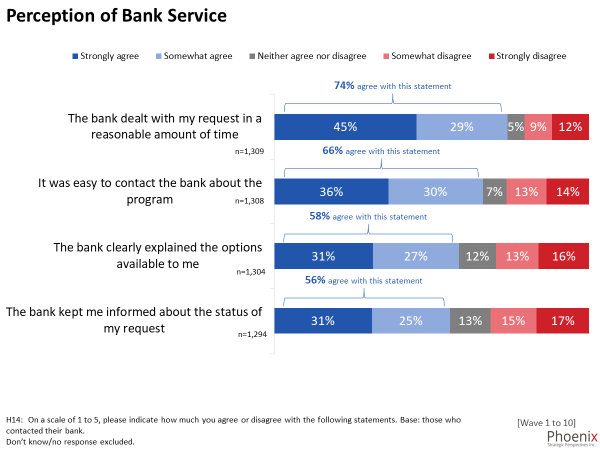 Perception of Bank Service
Strongly agree Somewhat agree Neither agree nor disagree Somewhat disagree Strongly disagree
74% agree with this statement
The bank dealt with my request in a
reasonable amount of time
n=1,309
45% 29% 5% 9% 12%
66% agree with this statement
It was easy to contact the bank about the
program
n=1,308
36% 30% 7% 13% 14%
58% agree with this statement
The bank clearly explained the options
available to me
n=1,304
31% 27% 12% 13% 16%
56% agree with this statement
The bank kept me informed about the status of
my request
n=1,294
31% 25% 13% 15% 17%
H14: On a scale of 1 to 5, please indicate how much you agree or disagree with the following statements. Base: those who
contacted their bank.
Don't know/no response excluded.
[Wave 1 to 10]
Phoenix
Strategic Perspectives Inc.